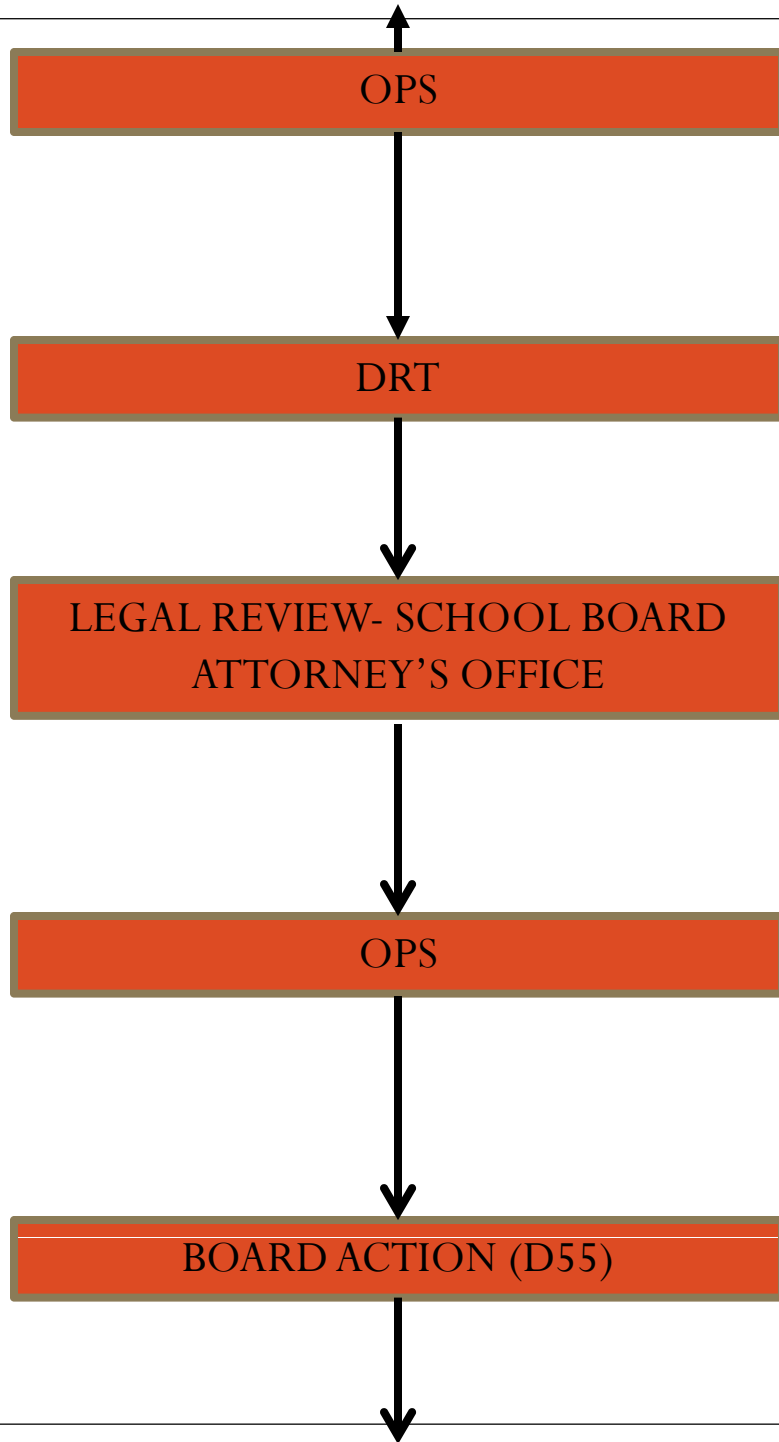 OPS
DRT
LEGAL REVIEW- SCHOOL BOARD
ATTORNEY’S OFFICE
OPS
BOARD ACTION (D55)